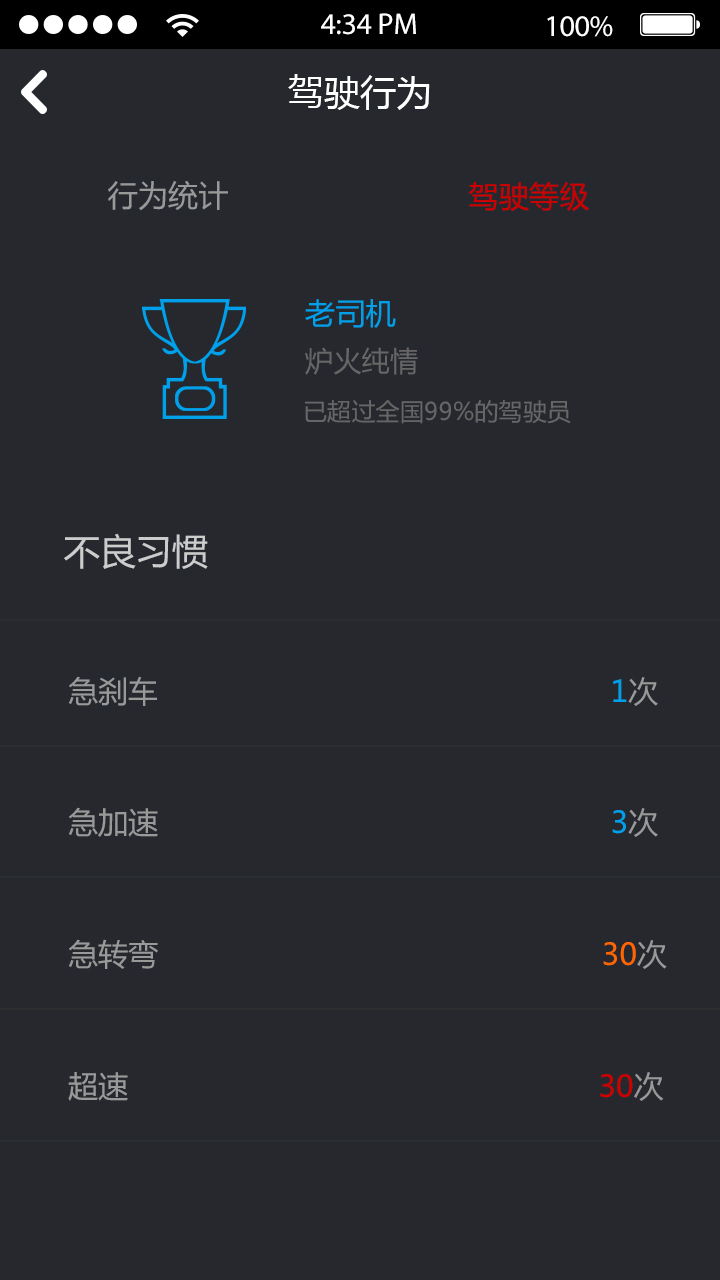 4:34 PM 100%
驾驶行为
行为统计 驾驶等级
老司机
炉火纯情
已超过全国99%的驾驶员
不良习惯
急刹车 1次
急加速 3次
急转弯 30次
超速 30次